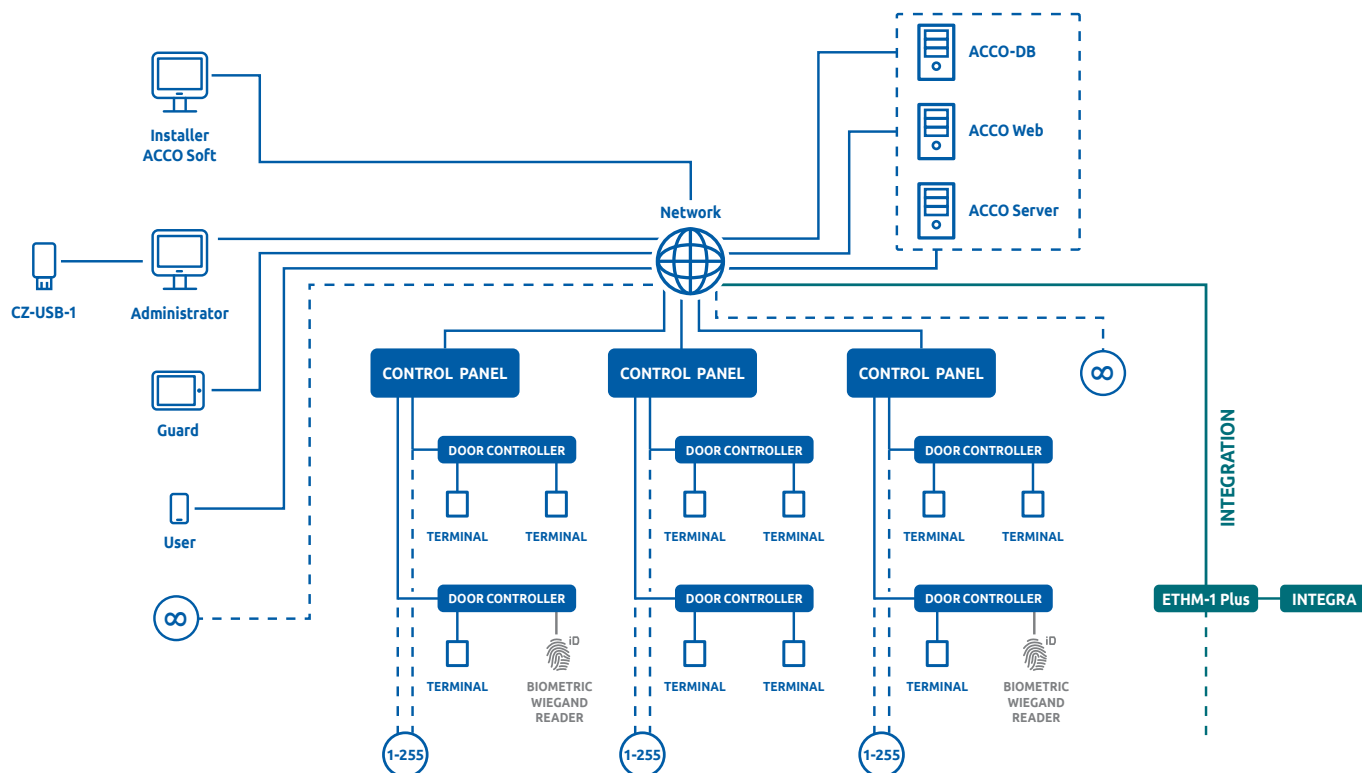 ACCO-DB
Installer
ACCO Soft
ACCO Web
ACCO Server
Network
CZ-USB-1
Administrator
CONTROL PANEL
CONTROL PANEL
CONTROL PANEL
∞
Guard
INTEGRATION
DOOR CONTROLLER
DOOR CONTROLLER
DOOR CONTROLLER
TERMINAL
TERMINAL
TERMINAL
TERMINAL
TERMINAL
TERMINAL
User
∞
DOOR CONTROLLER
DOOR CONTROLLER
DOOR CONTROLLER
ETHM-1 Plus
INTEGRA
iD
iD
TERMINAL
BIOMETRIC
WIEGAND
READER
TERMINAL
TERMINAL
TERMINAL
BIOMETRIC
WIEGAND
READER
1-255
1-255
1-255